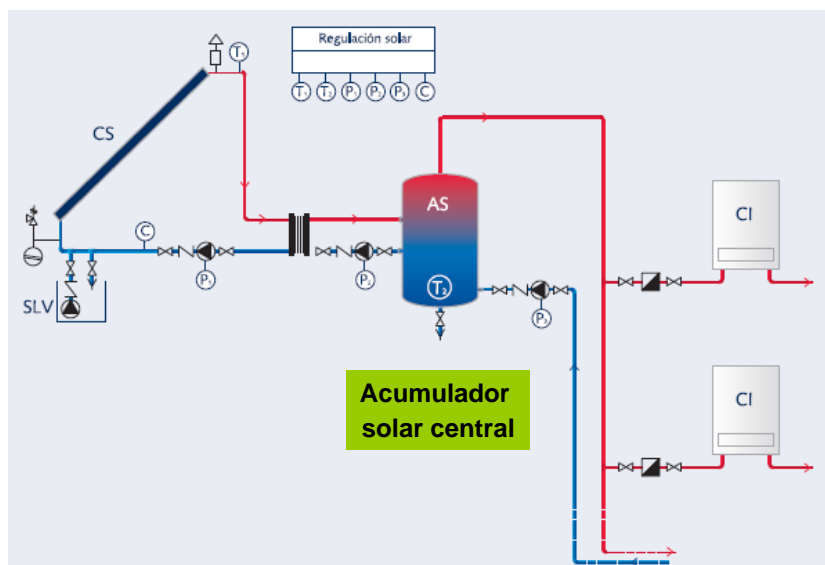 Regulación solar
T₁
T₁ T₂ P₁ P₂ P₃ C
CS
AS
CI
C
T₂
P₁
P₂
P₃
SLV
Acumulador
solar central
CI